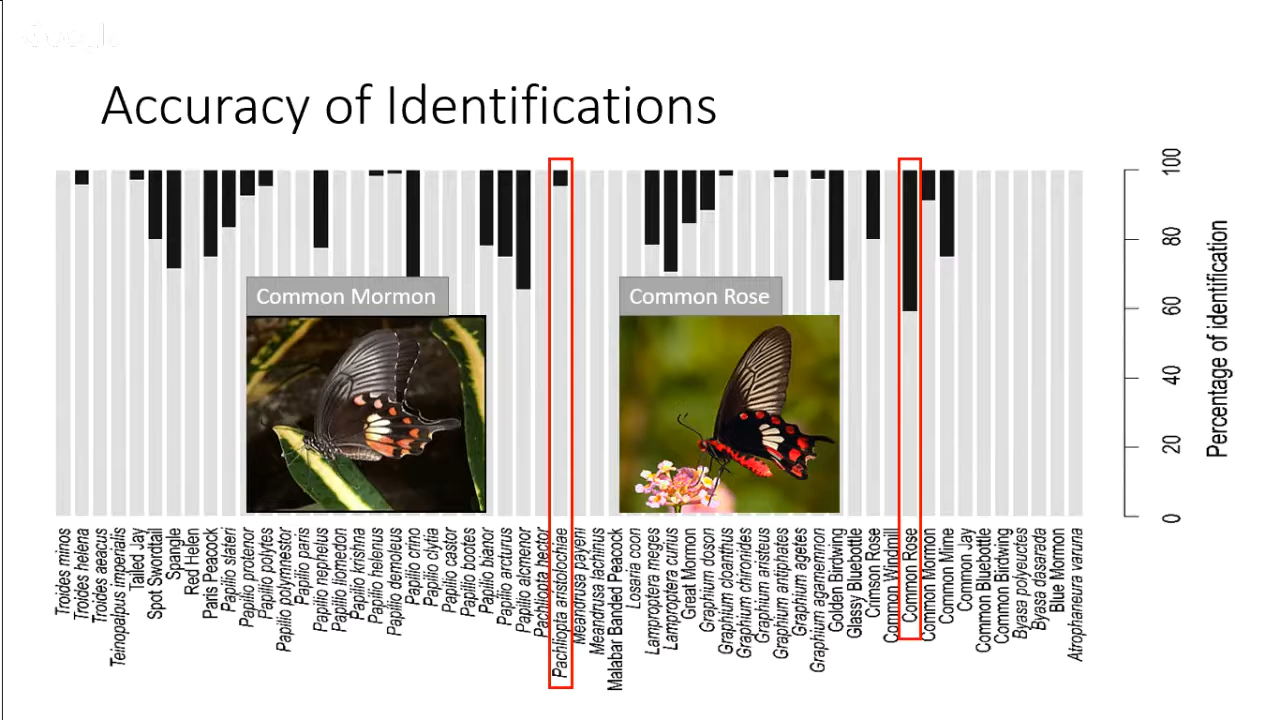 Google
Accuracy of Identifications
Common Mormon
Common Rose
100
80
60
40
20
0
Percentage of identification
Troides minos
Troides helena
Troides aeacus
Teinopalpus imperialis
Tailed Jay
Spot Swordtail
Spangle
Red Helen
Paris Peacock
Papilio slateri
Papilio protenor
Papilio polytes
Papilio polymnestor
Papilio paris
Papilio nephelus
Papilio liomedon
Papilio krishna
Papilio helenus
Papilio demoleus
Papilio crino
Papilio clytia
Papilio castor
Papilio bootes
Papilio bianor
Papilio arcturus
Papilio alcmenor
Pachliopta hector
Pachliopta aristolochiae
Meandrusa payeni
Meandrusa lachinus
Malabar Banded Peacock
Losaria coon
Lamproptera meges
Lamproptera curius
Great Mormon
Graphium doson
Graphium cloanthus
Graphium chironides
Graphium aristeus
Graphium antiphates
Graphium agetes
Graphium agamemnon
Golden Birdwing
Glassy Bluebottle
Crimson Rose
Common Windmill
Common Rose
Common Mormon
Common Mime
Common Jay
Common Bluebottle
Common Birdwing
Byasa polyeuctes
Byasa dasarada
Blue Mormon
Atrophaneura varuna